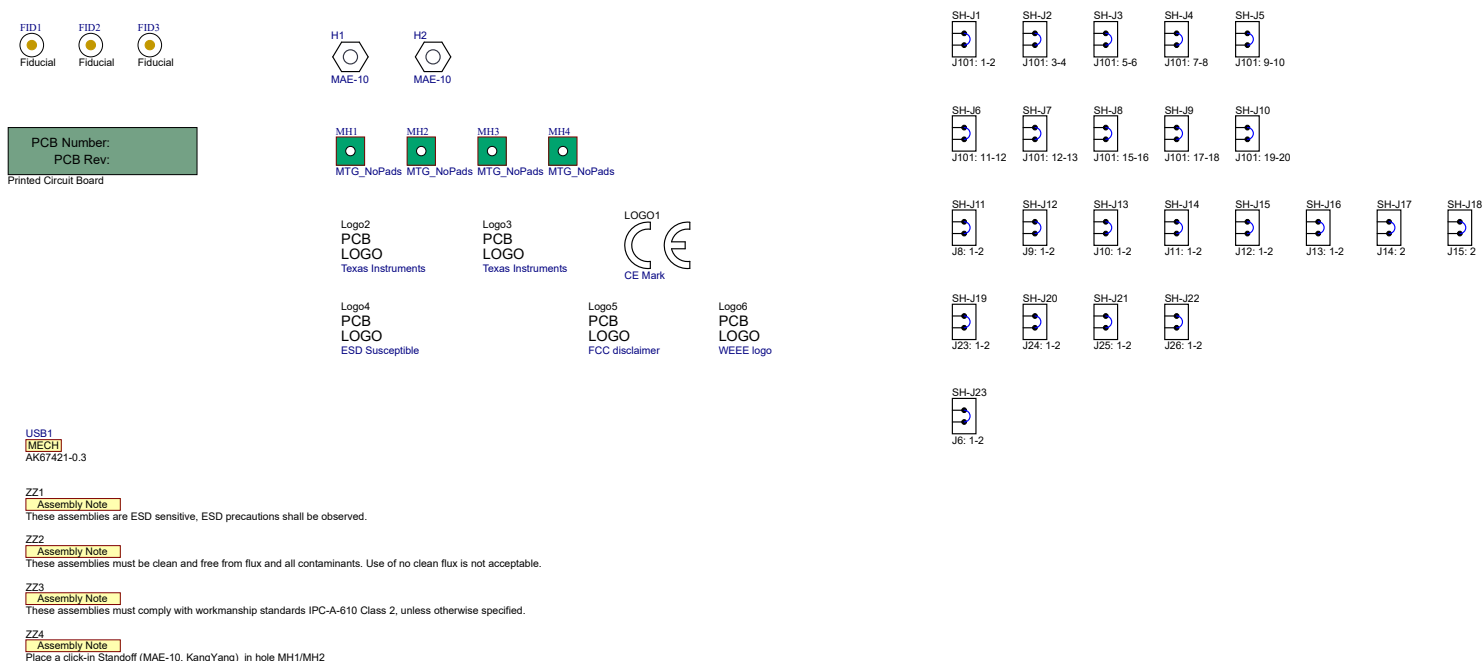 FID1 FID2 FID3
Fiducial Fiducial Fiducial
H1 H2
MAE-10 MAE-10
PCB Number:
PCB Rev:
Printed Circuit Board
MH1 MH2 MH3 MH4
MTG_NoPads MTG_NoPads MTG_NoPads MTG_NoPads
Logo2
PCB
LOGO
Texas Instruments
Logo3
PCB
LOGO
Texas Instruments
LOGO1
CE
CE Mark
Logo4
PCB
LOGO
ESD Susceptible
Logo5
PCB
LOGO
FCC disclaimer
Logo6
PCB
LOGO
WEEE logo
SH-J1 SH-J2 SH-J3 SH-J4 SH-J5
J101: 1-2 J101: 3-4 J101: 5-6 J101: 7-8 J101: 9-10
SH-J6 SH-J7 SH-J8 SH-J9 SH-J10
J101: 11-12 J101: 12-13 J101: 15-16 J101: 17-18 J101: 19-20
SH-J11 SH-J12 SH-J13 SH-J14 SH-J15 SH-J16 SH-J17 SH-J18
J8: 1-2 J9: 1-2 J10: 1-2 J11: 1-2 J12: 1-2 J13: 1-2 J14: 2 J15: 2
SH-J19 SH-J20 SH-J21 SH-J22
J23: 1-2 J24: 1-2 J25: 1-2 J26: 1-2
SH-J23
J6: 1-2
USB1
MECH
AK67421-0.3
ZZ1
Assembly Note
These assemblies are ESD sensitive, ESD precautions shall be observed.
ZZ2
Assembly Note
These assemblies must be clean and free from flux and all contaminants. Use of no clean flux is not acceptable.
ZZ3
Assembly Note
These assemblies must comply with workmanship standards IPC-A-610 Class 2, unless otherwise specified.
ZZ4
Assembly Note
Place a click-in Standoff (MAE-10, KangYang) in hole MH1/MH2